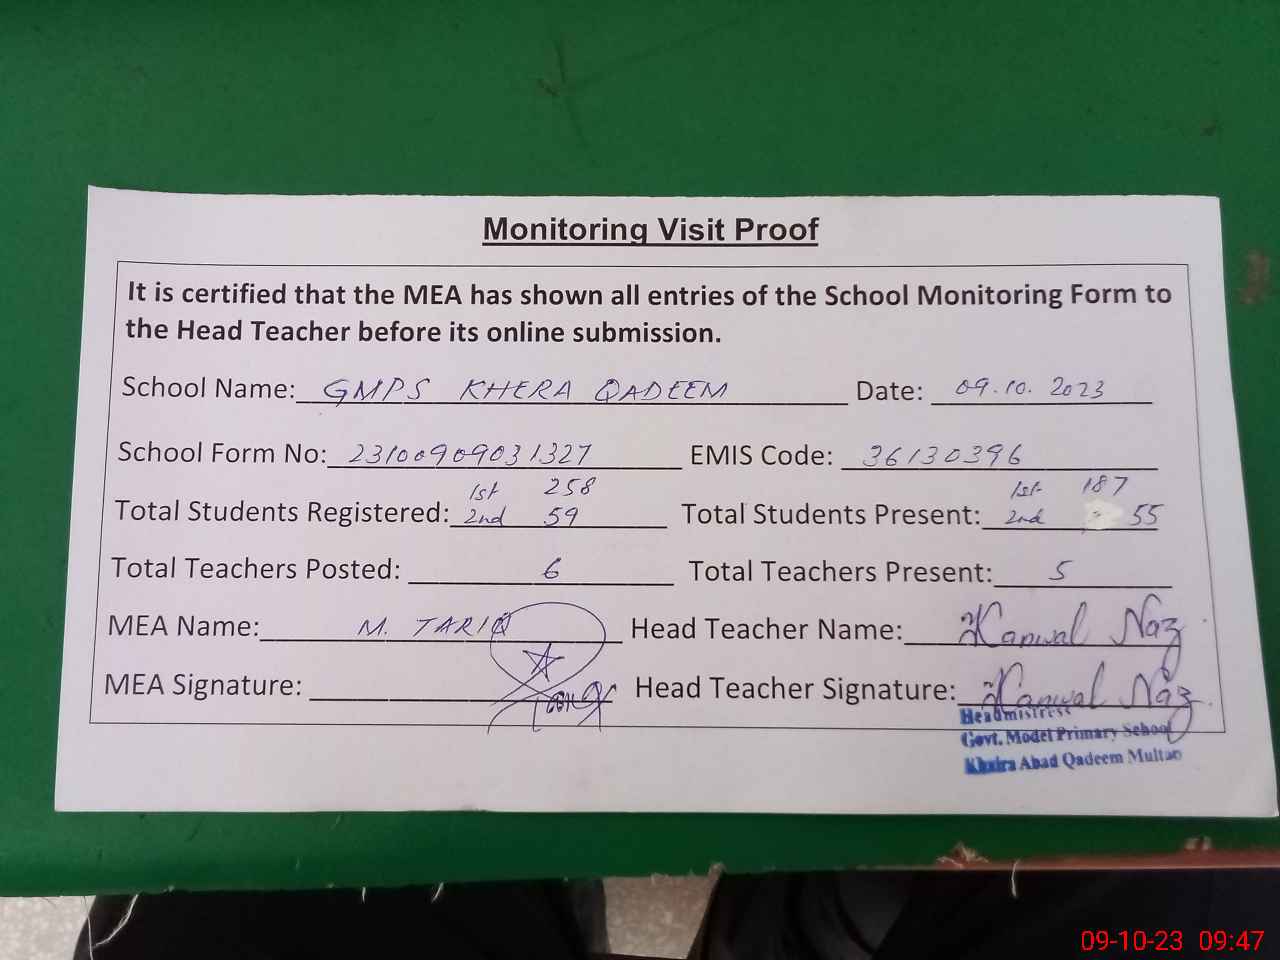 Monitoring Visit Proof
It is certified that the MEA has shown all entries of the School Monitoring Form to
the Head Teacher before its online submission.
School Name: GMPS KHERA QADEEM Date: 09.10.2023
School Form No: 23100909031327 EMIS Code: 36130396
1st 258 1st 187
Total Students Registered: 2nd 59 Total Students Present: 2nd 55
Total Teachers Posted: 6 Total Teachers Present: 5
MEA Name: M. TARIQ Head Teacher Name: Kanwal Naz
MEA Signature: Head Teacher Signature: Kanwal Naz
Headmistress
Govt. Model Primary School
Khaira Abad Qadeem Multan
09-10-23 09:47